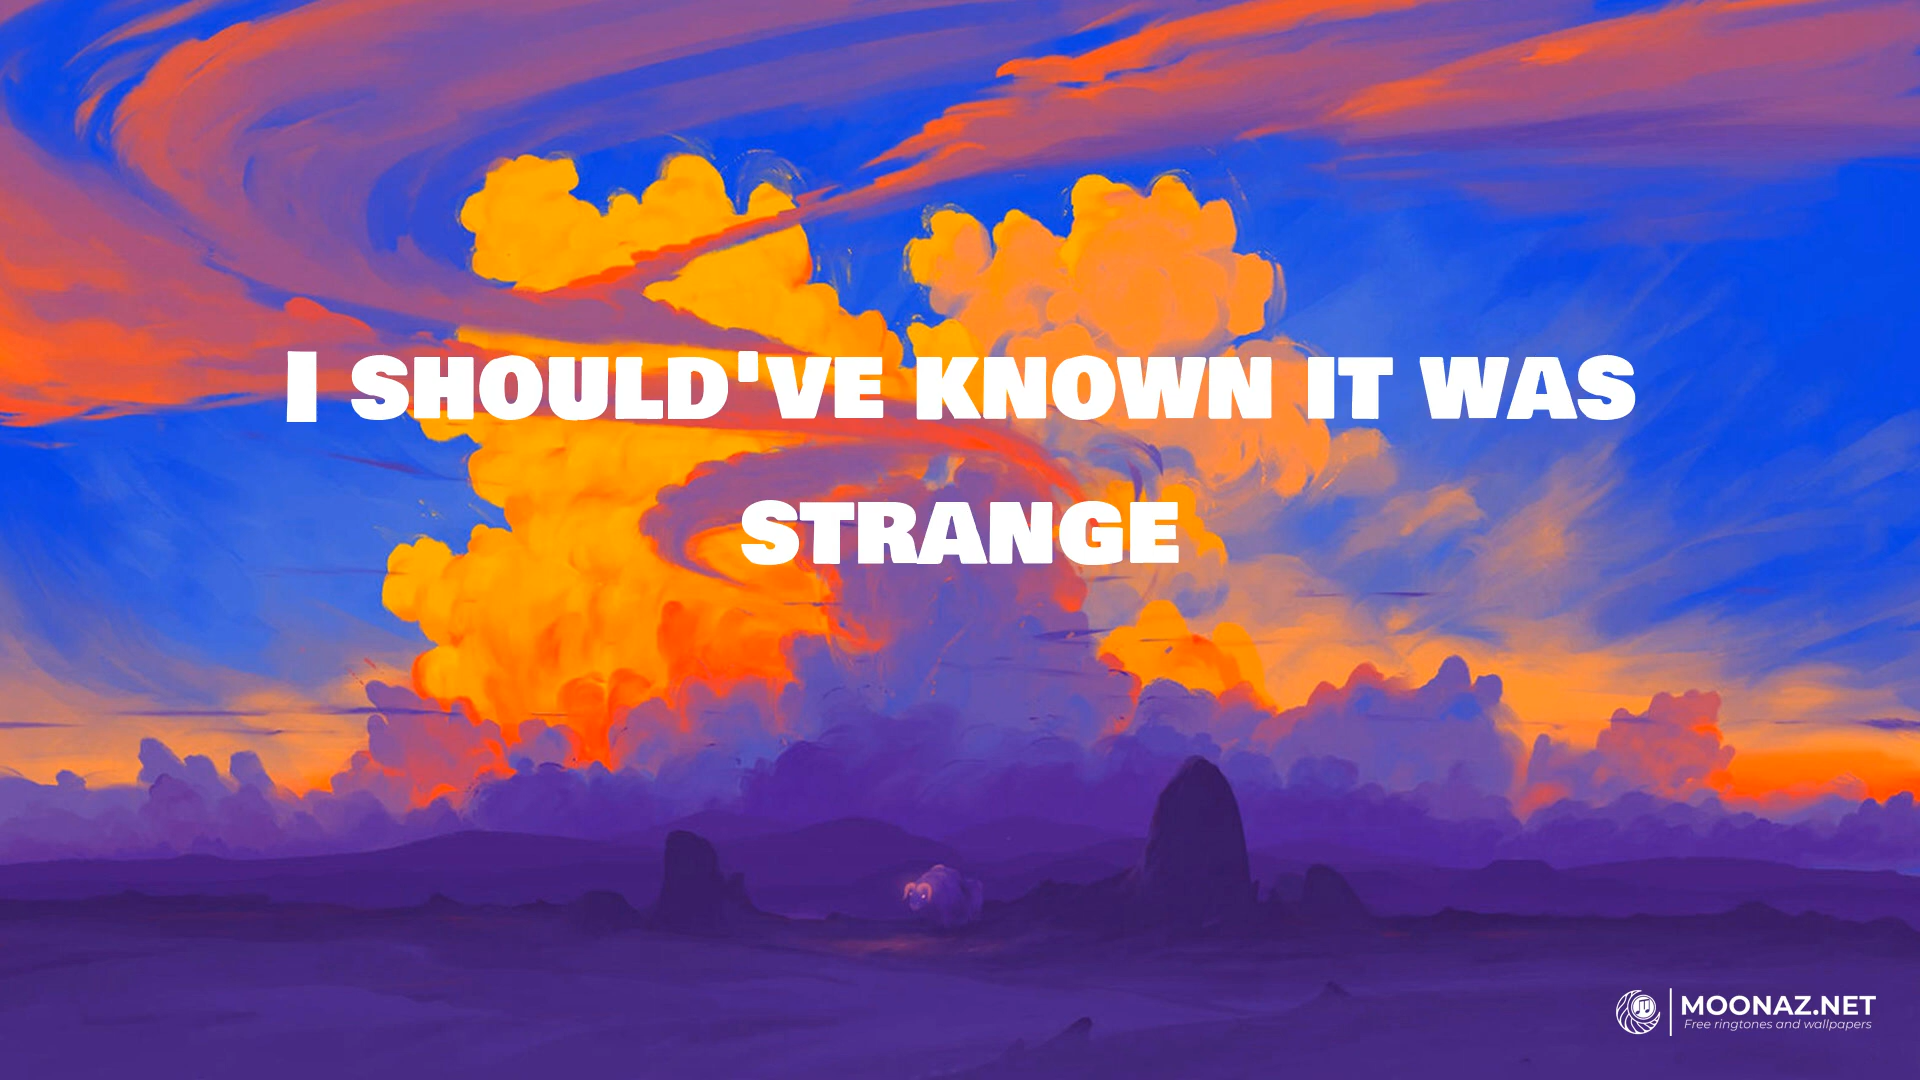 I should've known it was
strange
MOONAZ.NET
Free ringtones and wallpapers